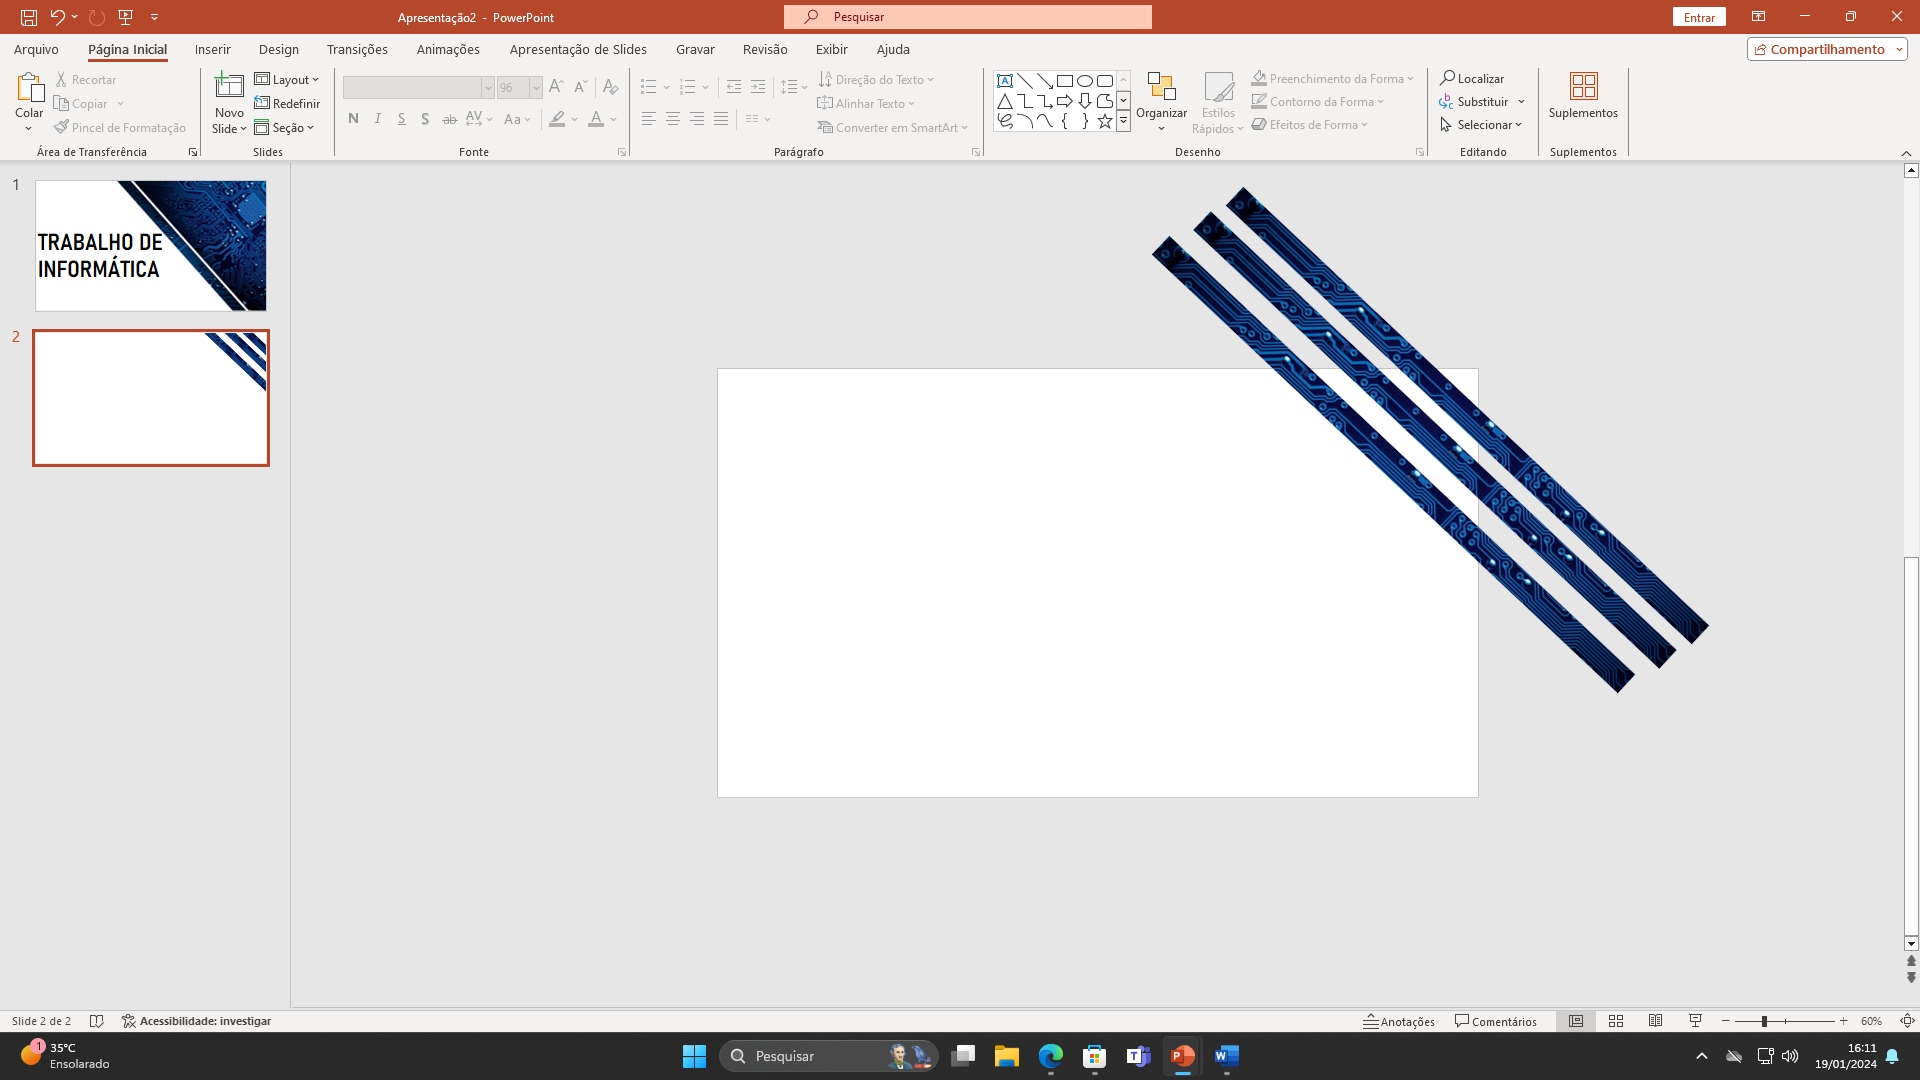 Apresentação2 - PowerPoint
Pesquisar
Entrar
Arquivo Página Inicial Inserir Design Transições Animações Apresentação de Slides Gravar Revisão Exibir Ajuda
Compartilhamento
Colar
Recortar
Copiar
Pincel de Formatação
Área de Transferência
Novo
Slide
Layout
Redefinir
Seção
Slides
96
N I S S ab AV Aa A
Fonte
Direção do Texto
Alinhar Texto
Converter em SmartArt
Parágrafo
Organizar
Estilos
Rápidos
Preenchimento da Forma
Contorno da Forma
Efeitos de Forma
Desenho
Localizar
Substituir
Selecionar
Editando
Suplementos
Suplementos
1
TRABALHO DE
INFORMÁTICA
2
Slide 2 de 2
Acessibilidade: investigar
Anotações
Comentários
60%
1
35°C
Ensolarado
Pesquisar
16:11
19/01/2024